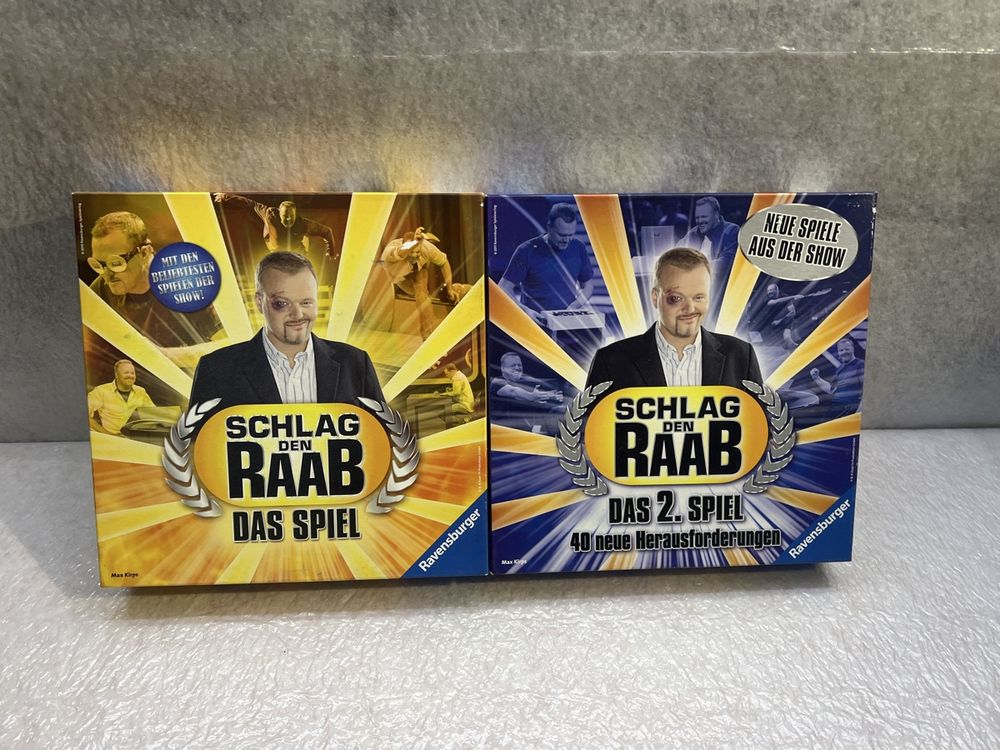 MIT DEN
BELIEBTESTEN
SPIELEN DER
SHOW!
SCHLAG
DEN
RAAB
DAS SPIEL
Max Kirps
Ravensburger
NEUE SPIELE
AUS DER SHOW
SCHLAG
DEN
RAAB
DAS 2. SPIEL
40 neue Herausforderungen
Max Kirps
Ravensburger